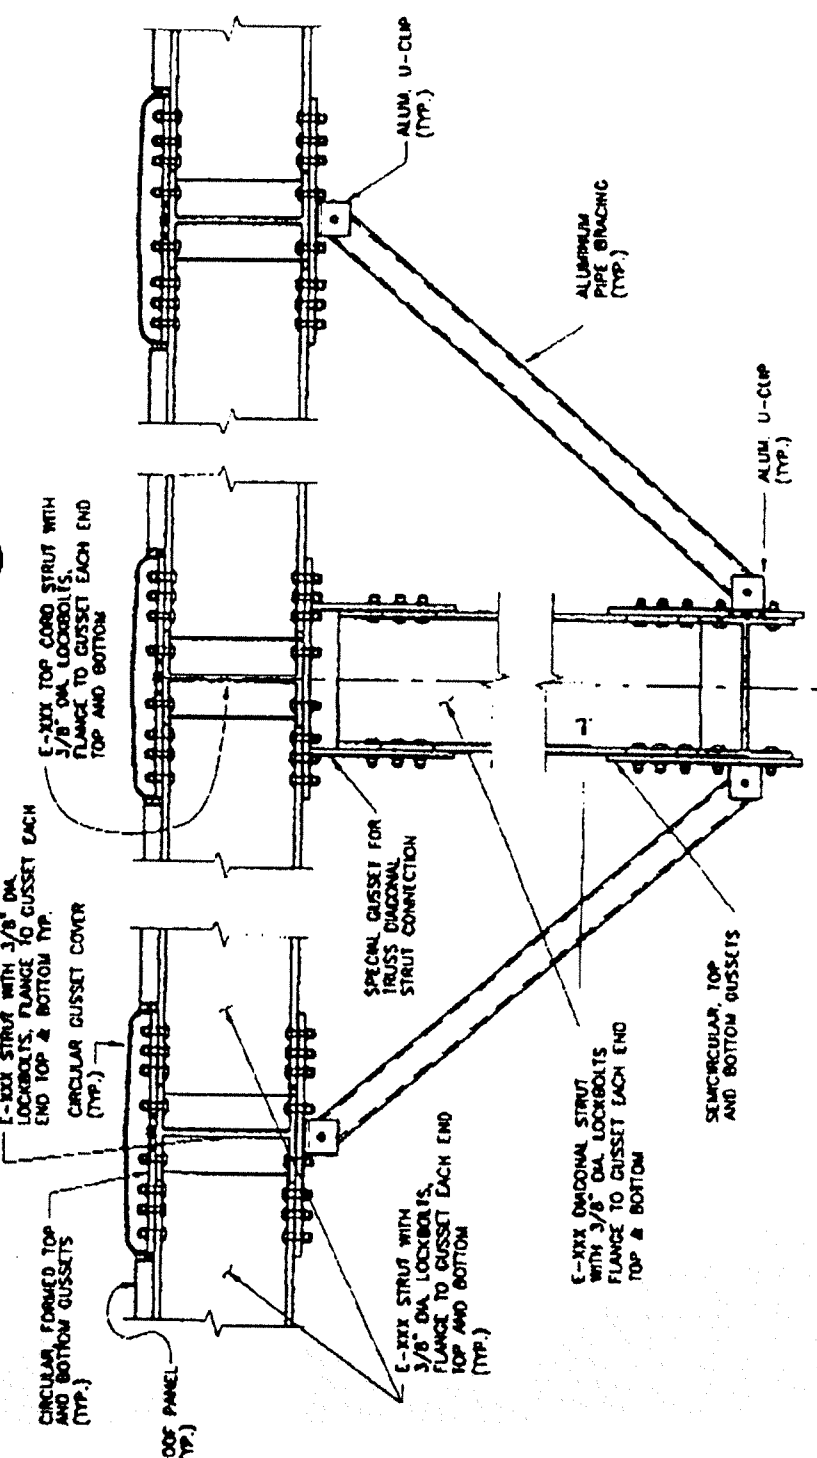 ALUM. U-CLIP
(TYP.)
ALUMINUM
PIPE BRACING
(TYP.)
ALUM. U-CLIP
(TYP.)
E-XXX TOP CORD STRUT WITH
3/8" DIA. LOCKBOLTS,
FLANGE TO GUSSET EACH END
TOP AND BOTTOM
E-XXX STRUT WITH 3/8" DIA.
LOCKBOLTS, FLANGE TO GUSSET EACH
END TOP & BOTTOM TYP.
CIRCULAR GUSSET COVER
(TYP.)
SPECIAL GUSSET FOR
TRUSS DIAGONAL
STRUT CONNECTION
SEMICIRCULAR, TOP
AND BOTTOM GUSSETS
E-XXX DIAGONAL STRUT
WITH 3/8" DIA. LOCKBOLTS
FLANGE TO GUSSET EACH END
TOP & BOTTOM
E-XXX STRUT WITH
3/8" DIA. LOCKBOLTS,
FLANGE TO GUSSET EACH END
TOP AND BOTTOM
(TYP.)
CIRCULAR, FORMED TOP
AND BOTTOM GUSSETS
(TYP.)
OOF PANEL
YP.)